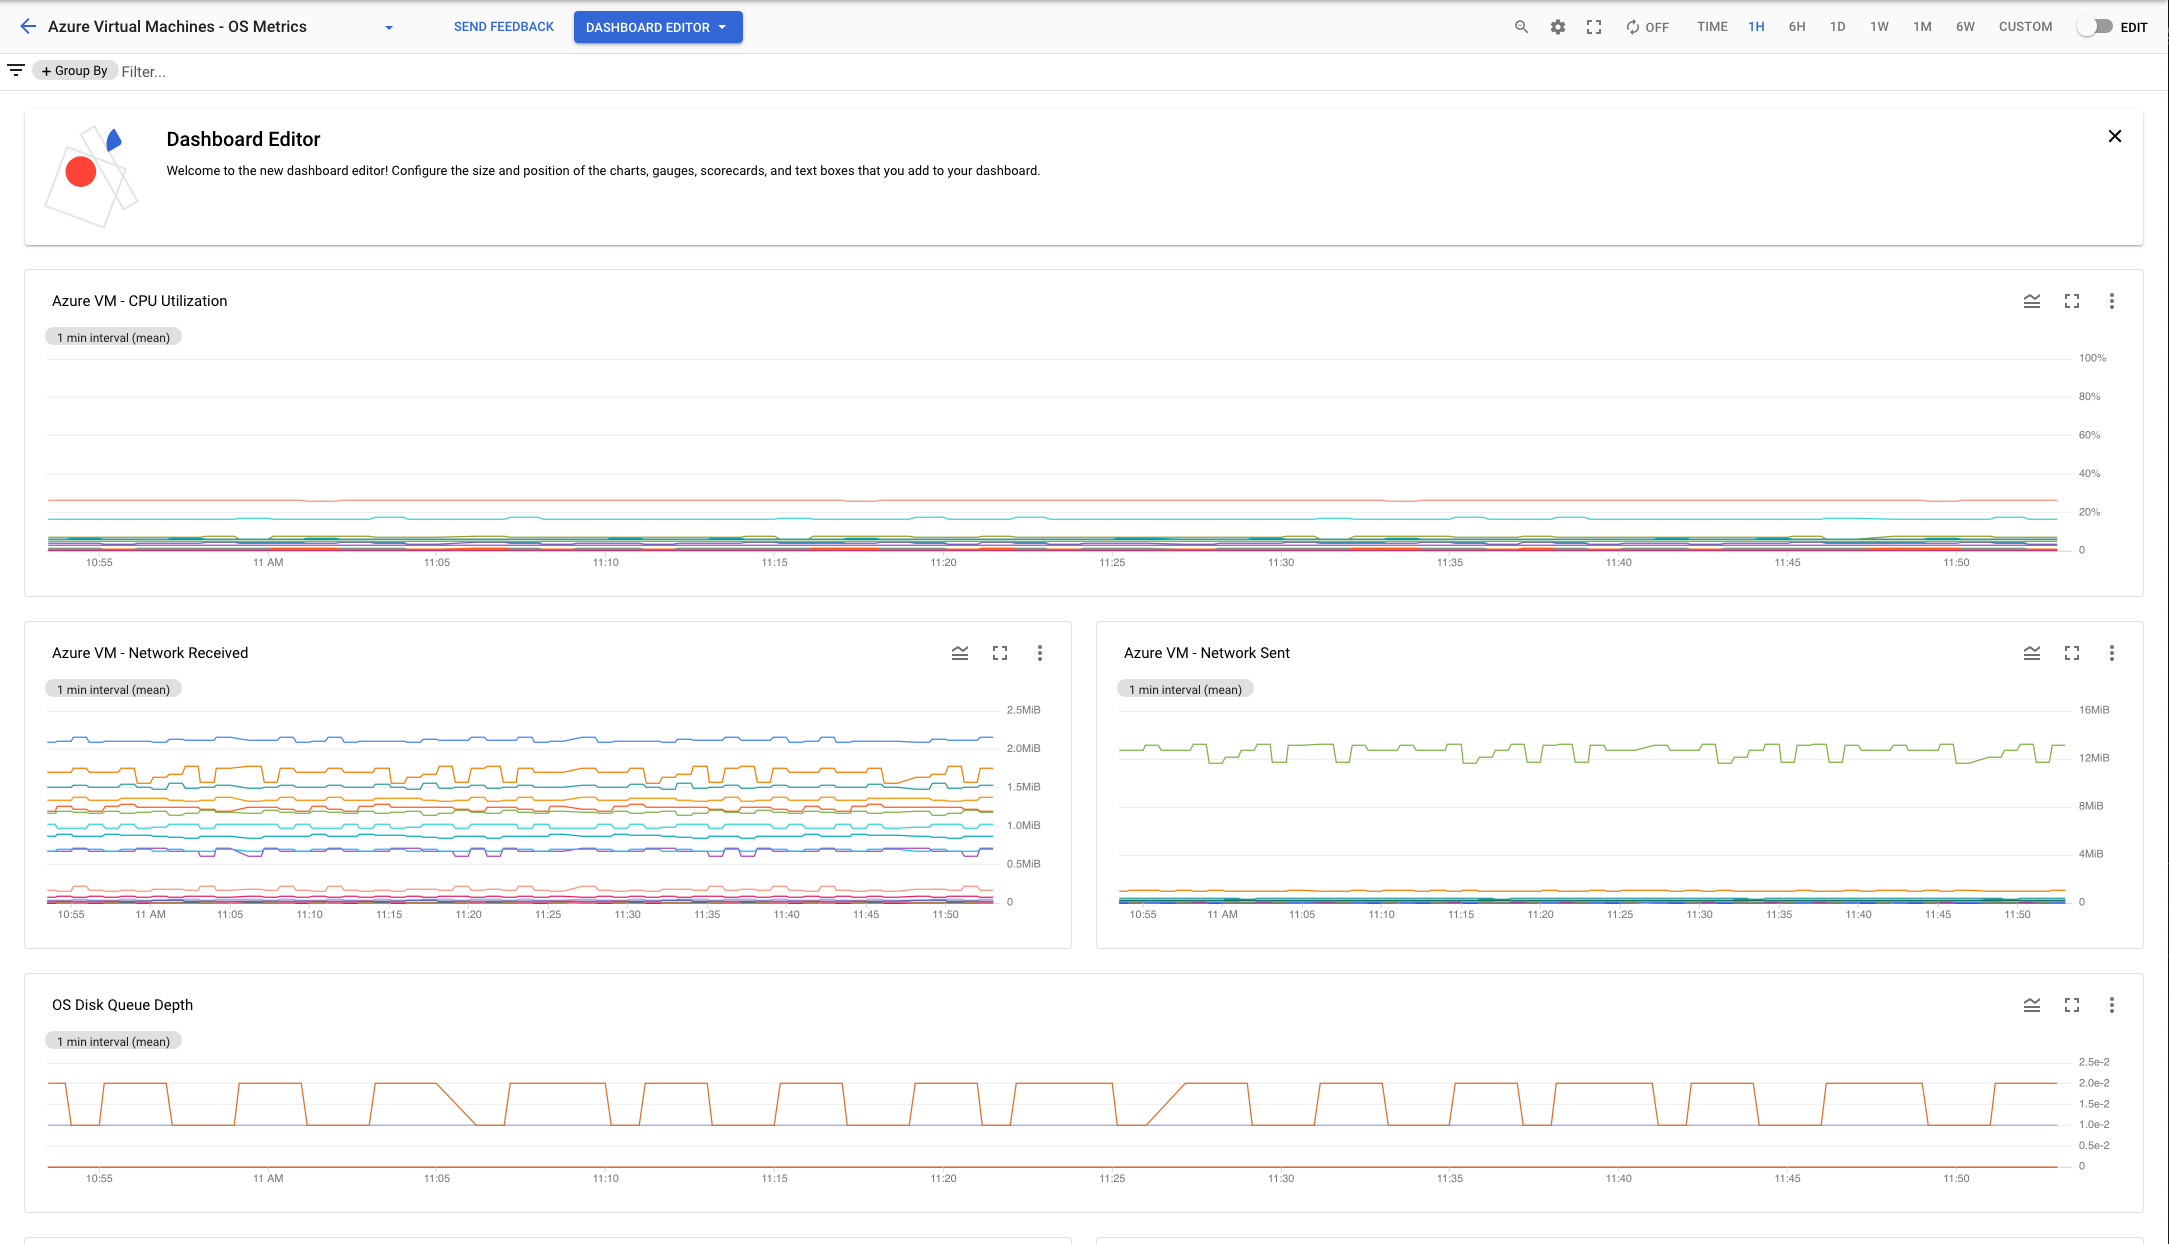 Azure Virtual Machines - OS Metrics SEND FEEDBACK DASHBOARD EDITOR OFF TIME 1H 6H 1D 1W 1M 6W CUSTOM EDIT
+ Group By Filter...
Dashboard Editor
Welcome to the new dashboard editor! Configure the size and position of the charts, gauges, scorecards, and text boxes that you add to your dashboard.
Azure VM - CPU Utilization
1 min interval (mean)
100%
80%
60%
40%
20%
0
10:55 11 AM 11:05 11:10 11:15 11:20 11:25 11:30 11:35 11:40 11:45 11:50
Azure VM - Network Received
1 min interval (mean)
2.5MiB
2.0MiB
1.5MiB
1.0MiB
0.5MiB
0
10:55 11 AM 11:05 11:10 11:15 11:20 11:25 11:30 11:35 11:40 11:45 11:50
Azure VM - Network Sent
1 min interval (mean)
16MiB
12MiB
8MiB
4MiB
0
10:55 11 AM 11:05 11:10 11:15 11:20 11:25 11:30 11:35 11:40 11:45 11:50
OS Disk Queue Depth
1 min interval (mean)
2.5e-2
2.0e-2
1.5e-2
1.0e-2
0.5e-2
0
10:55 11 AM 11:05 11:10 11:15 11:20 11:25 11:30 11:35 11:40 11:45 11:50